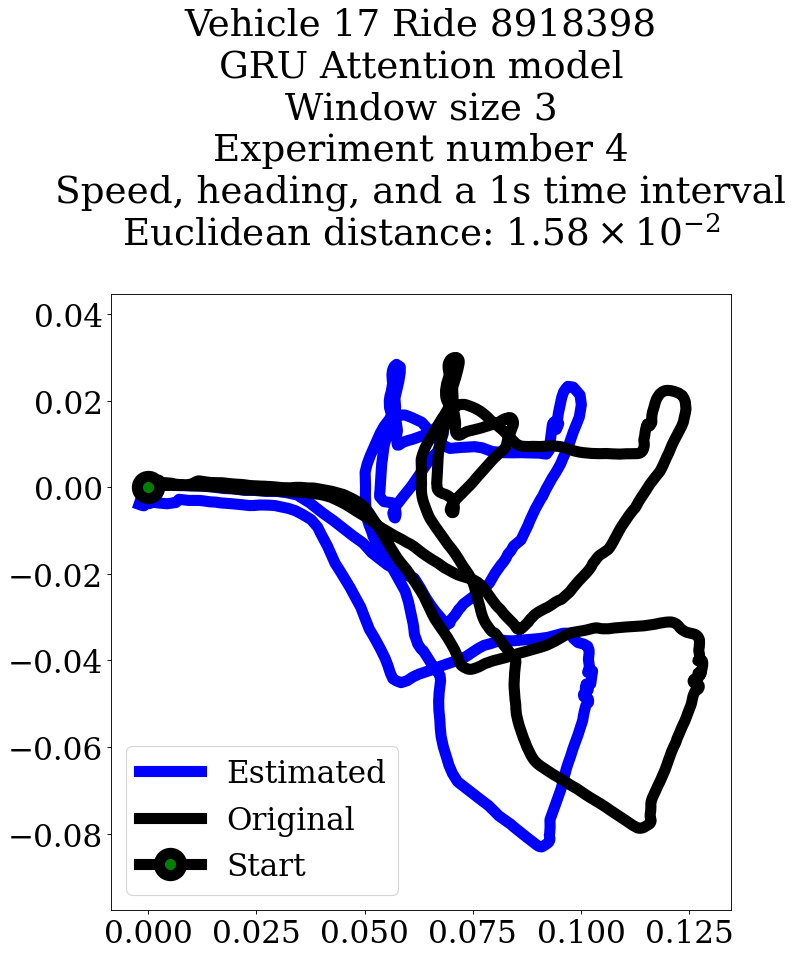 Vehicle 17 Ride 8918398
GRU Attention model
Window size 3
Experiment number 4
Speed, heading, and a 1s time interval
Euclidean distance: 1.58 × 10⁻²
0.04
0.02
0.00
−0.02
−0.04
−0.06
−0.08
Estimated
Original
Start
0.000 0.025 0.050 0.075 0.100 0.125